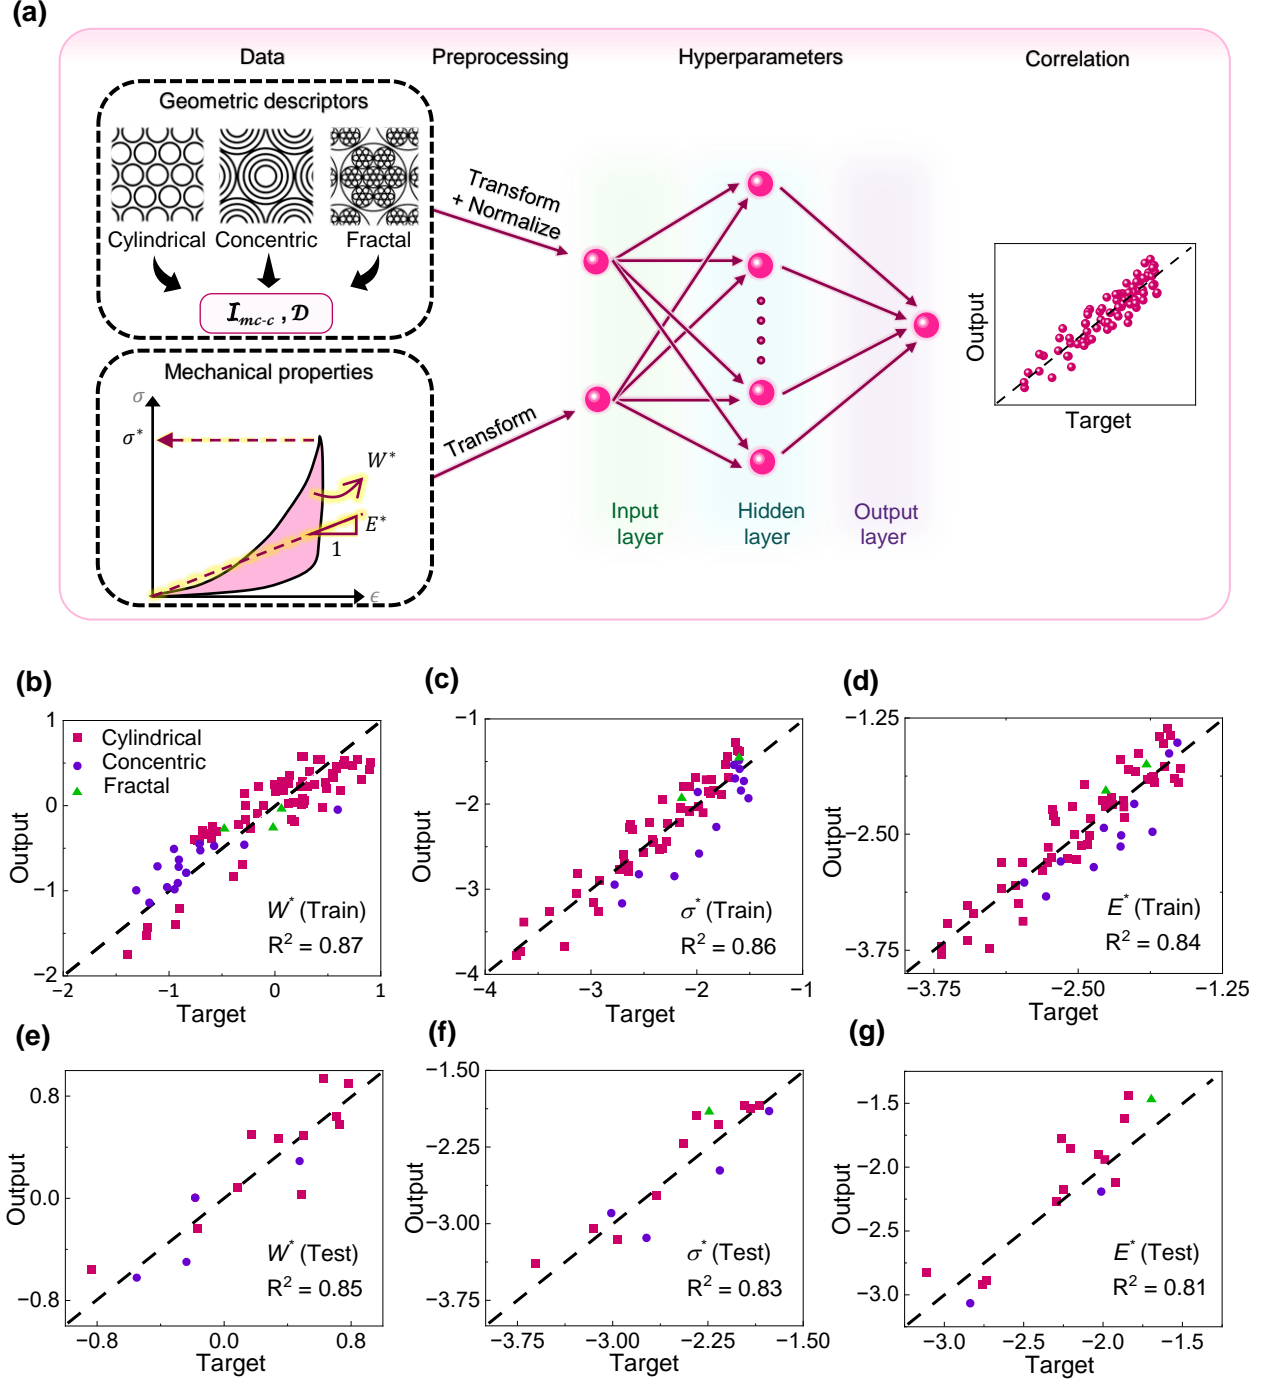 (a)
Data
Preprocessing
Hyperparameters
Correlation
Geometric descriptors
Cylindrical
Concentric
Fractal
I_mc-c , D
Transform
+ Normalize
Mechanical properties
σ
σ*
W*
E*
1
ϵ
Transform
Input
layer
Hidden
layer
Output
layer
Output
Target
(b)
1
0
−1
−2
−2
−1
0
1
Output
Target
Cylindrical
Concentric
Fractal
W* (Train)
R² = 0.87
(c)
−1
−2
−3
−4
−4
−3
−2
−1
Output
Target
σ* (Train)
R² = 0.86
(d)
−1.25
−2.50
−3.75
−3.75
−2.50
−1.25
Output
Target
E* (Train)
R² = 0.84
(e)
0.8
0.0
−0.8
−0.8
0.0
0.8
Output
Target
W* (Test)
R² = 0.85
(f)
−1.50
−2.25
−3.00
−3.75
−3.75
−3.00
−2.25
−1.50
Output
Target
σ* (Test)
R² = 0.83
(g)
−1.5
−2.0
−2.5
−3.0
−3.0
−2.5
−2.0
−1.5
Output
Target
E* (Test)
R² = 0.81